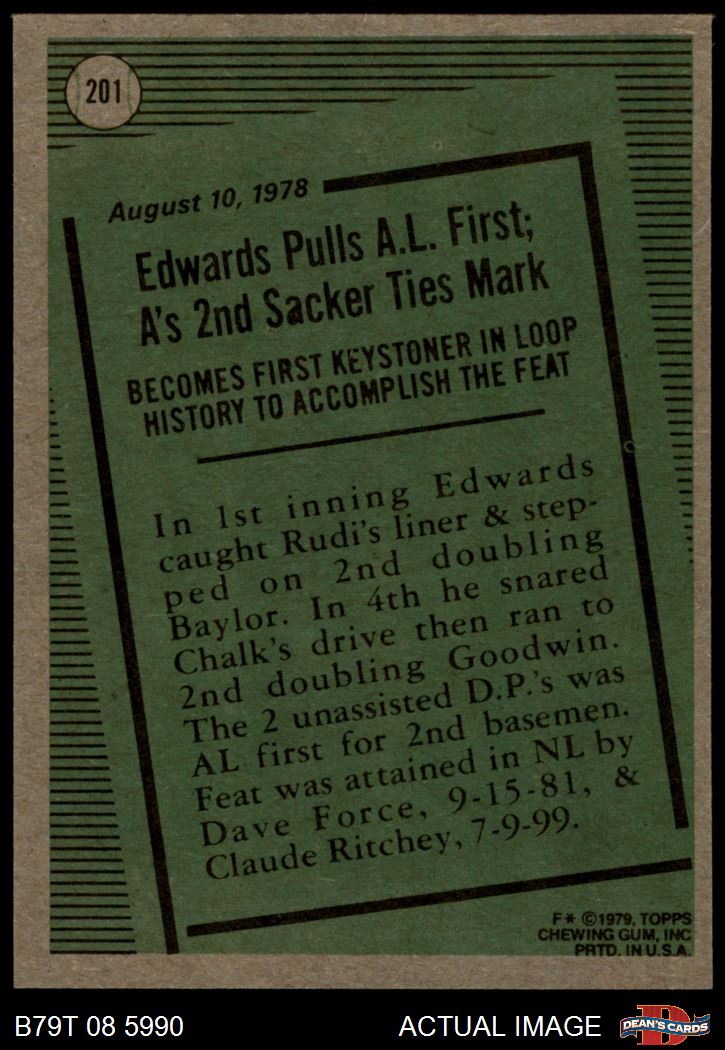 201
August 10, 1978
Edwards Pulls A.L. First;
A's 2nd Sacker Ties Mark
BECOMES FIRST KEYSTONER IN LOOP
HISTORY TO ACCOMPLISH THE FEAT
In 1st inning Edwards
caught Rudi's liner & step-
ped on 2nd doubling
Baylor. In 4th he snared
Chalk's drive then ran to
2nd doubling Goodwin.
The 2 unassisted D.P.'s was
AL first for 2nd basemen.
Feat was attained in NL by
Dave Force, 9-15-81, &
Claude Ritchey, 7-9-99.
F* ©1979, TOPPS
CHEWING GUM, INC
PRTD. IN U.S.A.
B79T 08 5990
ACTUAL IMAGE
D
DEAN'S CARDS